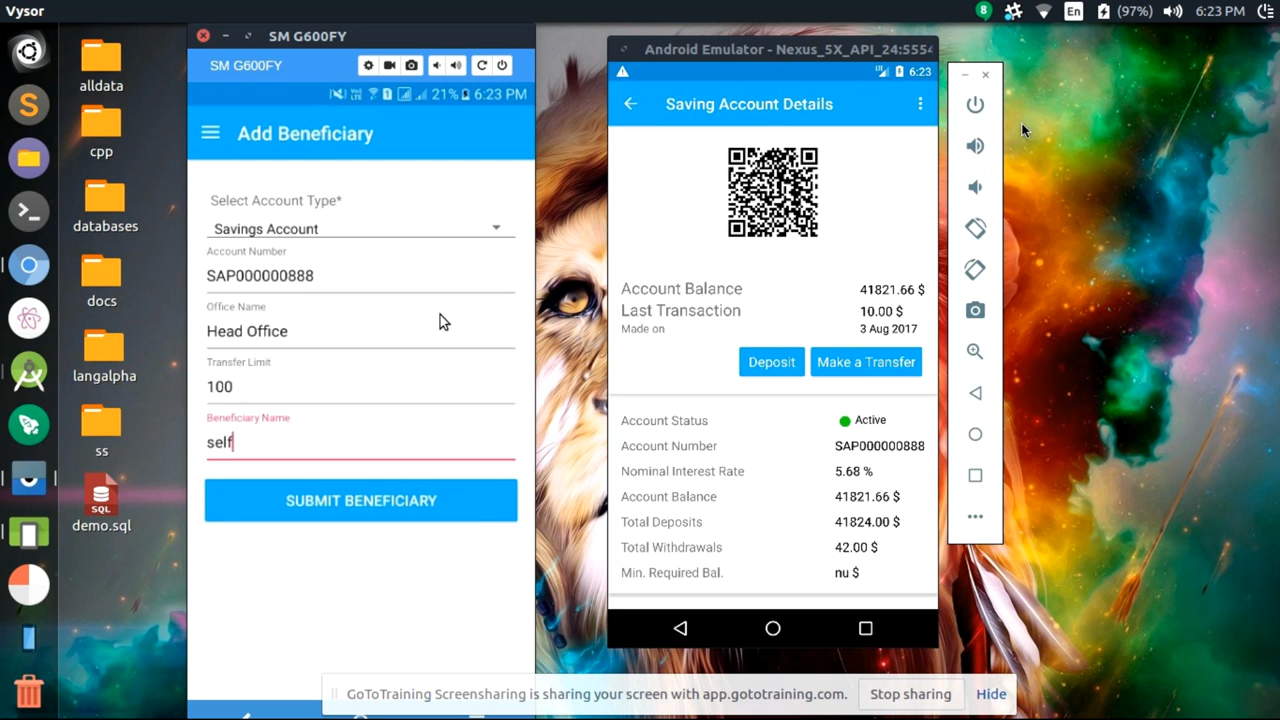 Vysor
8
En
(97%)
6:23 PM
alldata
cpp
databases
docs
langalpha
ss
SQL
demo.sql
SM G600FY
SM G600FY
21%
6:23 PM
Add Beneficiary
Select Account Type*
Savings Account
Account Number
SAP000000888
Office Name
Head Office
Transfer Limit
100
Beneficiary Name
self
SUBMIT BENEFICIARY
Android Emulator - Nexus_5X_API_24:5554
6:23
Saving Account Details
Account Balance 41821.66 $
Last Transaction 10.00 $
Made on 3 Aug 2017
Deposit
Make a Transfer
Account Status Active
Account Number SAP000000888
Nominal Interest Rate 5.68 %
Account Balance 41821.66 $
Total Deposits 41824.00 $
Total Withdrawals 42.00 $
Min. Required Bal. nu $
GoToTraining Screensharing is sharing your screen with app.gototraining.com.
Stop sharing
Hide